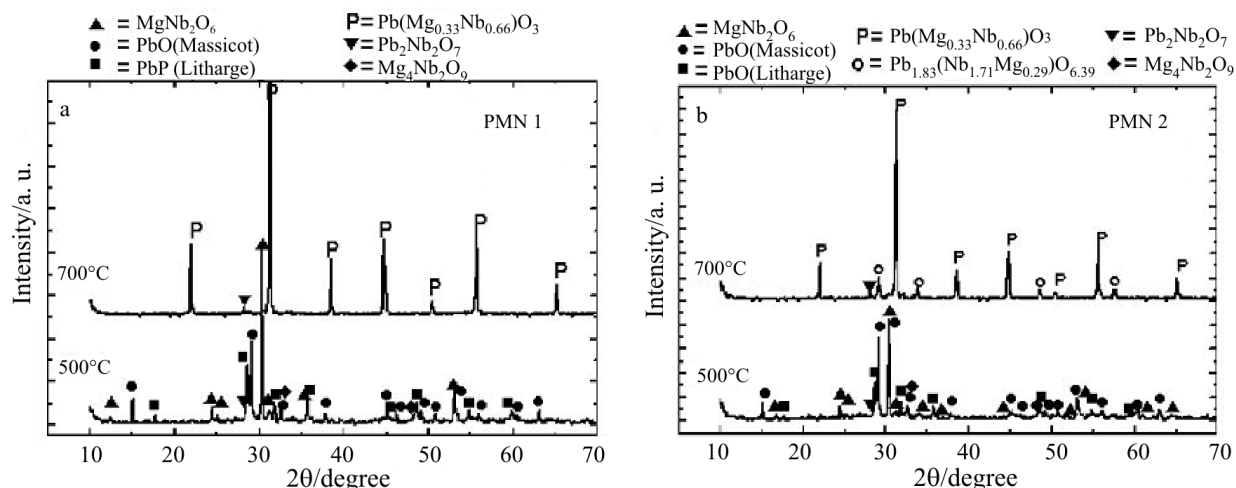 ▲ = MgNb₂O₆
P = Pb(Mg₀.₃₃Nb₀.₆₆)O₃
● = PbO(Massicot)
▼ = Pb₂Nb₂O₇
■ = PbP (Litharge)
◆ = Mg₄Nb₂O₉
a
PMN 1
Intensity/a. u.
P
P
P
P
P
P
P
700°C
500°C
10
20
30
40
50
60
70
2θ/degree
▲ = MgNb₂O₆
P = Pb(Mg₀.₃₃Nb₀.₆₆)O₃
▼ = Pb₂Nb₂O₇
● = PbO(Massicot)
o = Pb₁.₈₃(Nb₁.₇₁Mg₀.₂₉)O₆.₃₉
◆ = Mg₄Nb₂O₉
■ = PbO(Litharge)
b
PMN 2
Intensity/a. u.
P
P
P
P
P
P
P
o
o
o
o
700°C
500°C
10
20
30
40
50
60
70
2θ/degree